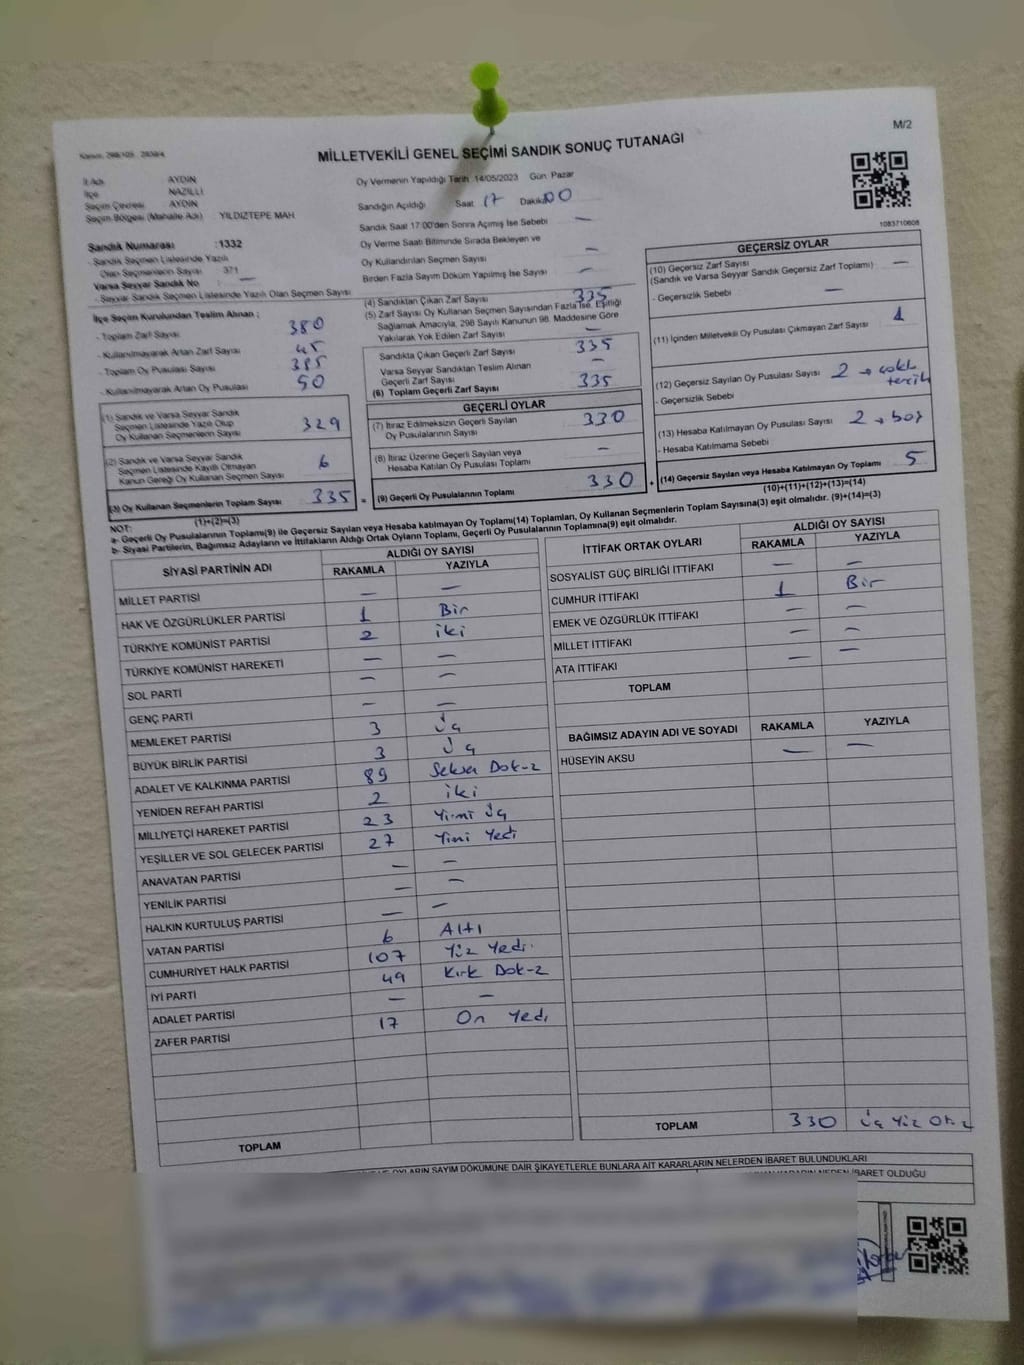 Kanun: 298/105 , 2839/4
M/2
MİLLETVEKİLİ GENEL SEÇİMİ SANDIK SONUÇ TUTANAĞI
İl Adı AYDIN
İlçe NAZİLLİ
Seçim Çevresi AYDIN
Seçim Bölgesi (Mahalle Adı) YILDIZTEPE MAH
Sandık Numarası : 1332
- Sandık Seçmen Listesinde Yazılı
Olan Seçmenlerin Sayısı 371
Varsa Seyyar Sandık No —
- Seyyar Sandık Seçmen Listesinde Yazılı Olan Seçmen Sayısı
Oy Vermenin Yapıldığı Tarih 14/05/2023 Gün Pazar
Sandığın Açıldığı Saat 17 Dakika 00
Sandık Saat 17:00'den Sonra Açımış İse Sebebi —
Oy Verme Saati Bitiminde Sırada Bekleyen ve
Oy Kullandırılan Seçmen Sayısı —
Birden Fazla Sayım Döküm Yapılmış İse Sayısı —
1083710608
İlçe Seçim Kurulundan Teslim Alınan :
- Toplam Zarf Sayısı 380
- Kullanılmayarak Artan Zarf Sayısı 45
- Toplam Oy Pusulası Sayısı 385
- Kullanılmayarak Artan Oy Pusulası 50
(1) Sandık ve Varsa Seyyar Sandık
Seçmen Listesinde Yazılı Olup
Oy Kullanan Seçmenlerin Sayısı 329
(2) Sandık ve Varsa Seyyar Sandık
Seçmen Listesinde Kayıtlı Olmayan
Kanun Gereği Oy Kullanan Seçmen Sayısı 6
(3) Oy Kullanan Seçmenlerin Toplam Sayısı 335 =
(1)+(2)=(3)
(4) Sandıktan Çıkan Zarf Sayısı 335
(5) Zarf Sayısı Oy Kullanan Seçmen Sayısından Fazla İse, Eşitliği
Sağlamak Amacıyla, 298 Sayılı Kanunun 98. Maddesine Göre
Yakılarak Yok Edilen Zarf Sayısı —
Sandıkta Çıkan Geçerli Zarf Sayısı 335
Varsa Seyyar Sandıktan Teslim Alınan
Geçerli Zarf Sayısı —
(6) Toplam Geçerli Zarf Sayısı 335
GEÇERLİ OYLAR
(7) İtiraz Edilmeksizin Geçerli Sayılan
Oy Pusulalarının Sayısı 330
(8) İtiraz Üzerine Geçerli Sayılan veya
Hesaba Katılan Oy Pusulası Toplamı —
(9) Geçerli Oy Pusulalarının Toplamı 330 +
GEÇERSİZ OYLAR
(10) Geçersiz Zarf Sayısı
(Sandık ve Varsa Seyyar Sandık Geçersiz Zarf Toplamı) —
- Geçersizlik Sebebi —
(11) İçinden Milletvekili Oy Pusulası Çıkmayan Zarf Sayısı 1
(12) Geçersiz Sayılan Oy Pusulası Sayısı 2 → çoklu tercih
- Geçersizlik Sebebi
(13) Hesaba Katılmayan Oy Pusulası Sayısı 2 → boş
- Hesaba Katılmama Sebebi
(14) Geçersiz Sayılan veya Hesaba Katılmayan Oy Toplamı 5
(10)+(11)+(12)+(13)=(14)
NOT:
a- Geçerli Oy Pusulalarının Toplamı(9) ile Geçersiz Sayılan veya Hesaba katılmayan Oy Toplamı(14) Toplamları, Oy Kullanan Seçmenlerin Toplam Sayısına(3) eşit olmalıdır. (9)+(14)=(3)
b- Siyasi Partilerin, Bağımsız Adayların ve İttifakların Aldığı Ortak Oyların Toplamı, Geçerli Oy Pusulalarının Toplamına(9) eşit olmalıdır.
SİYASİ PARTİNİN ADI ALDIĞI OY SAYISI
RAKAMLA YAZIYLA
MİLLET PARTİSİ — —
HAK VE ÖZGÜRLÜKLER PARTİSİ 1 Bir
TÜRKİYE KOMÜNİST PARTİSİ 2 iki
TÜRKİYE KOMÜNİST HAREKETİ — —
SOL PARTİ — —
GENÇ PARTİ — —
MEMLEKET PARTİSİ 3 Üç
BÜYÜK BİRLİK PARTİSİ 3 Üç
ADALET VE KALKINMA PARTİSİ 89 Seksen Dokuz
YENİDEN REFAH PARTİSİ 2 iki
MİLLİYETÇİ HAREKET PARTİSİ 23 Yirmi Üç
YEŞİLLER VE SOL GELECEK PARTİSİ 27 Yirmi Yedi
ANAVATAN PARTİSİ — —
YENİLİK PARTİSİ — —
HALKIN KURTULUŞ PARTİSİ — —
VATAN PARTİSİ 6 Altı
CUMHURİYET HALK PARTİSİ 107 Yüz Yedi
İYİ PARTİ 49 Kırk Dokuz
ADALET PARTİSİ — —
ZAFER PARTİSİ 17 On Yedi
TOPLAM
İTTİFAK ORTAK OYLARI ALDIĞI OY SAYISI
RAKAMLA YAZIYLA
SOSYALİST GÜÇ BİRLİĞİ İTTİFAKI — —
CUMHUR İTTİFAKI 1 Bir
EMEK VE ÖZGÜRLÜK İTTİFAKI — —
MİLLET İTTİFAKI — —
ATA İTTİFAKI — —
TOPLAM
BAĞIMSIZ ADAYIN ADI VE SOYADI RAKAMLA YAZIYLA
HÜSEYİN AKSU — —
TOPLAM 330 Üç Yüz Otuz
OYLARIN SAYIM DÖKÜMÜNE DAİR ŞİKAYETLERLE BUNLARA AİT KARARLARIN NELERDEN İBARET BULUNDUKLARI
KARARIN NEDEN İBARET OLDUĞU